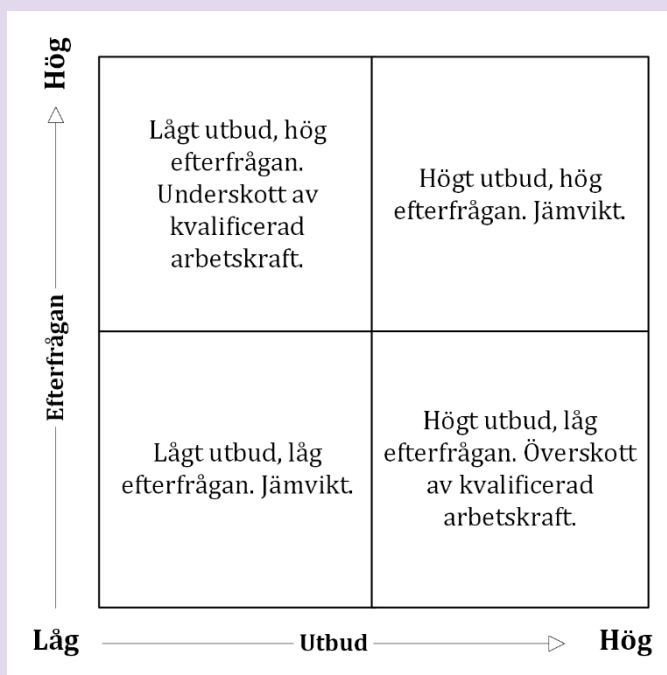 Hög
Lågt utbud, hög
efterfrågan.
Underskott av
kvalificerad
arbetskraft.
Högt utbud, hög
efterfrågan. Jämvikt.
Efterfrågan
Lågt utbud, låg
efterfrågan. Jämvikt.
Högt utbud, låg
efterfrågan. Överskott
av kvalificerad
arbetskraft.
Låg
Utbud
Hög